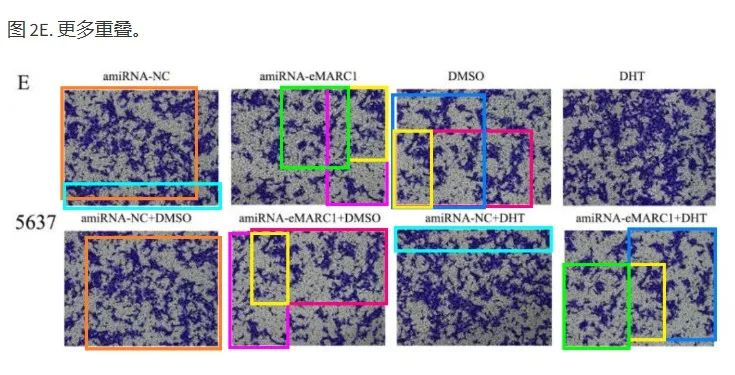 图 2E. 更多重叠。
E
amiRNA-NC amiRNA-eMARC1 DMSO DHT
5637
amiRNA-NC+DMSO amiRNA-eMARC1+DMSO amiRNA-NC+DHT amiRNA-eMARC1+DHT